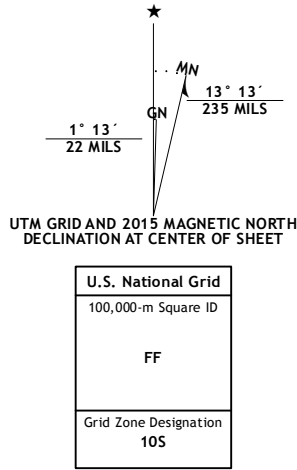 MN
13° 13´
235 MILS
GN
1° 13´
22 MILS
UTM GRID AND 2015 MAGNETIC NORTH
DECLINATION AT CENTER OF SHEET
U.S. National Grid
100,000-m Square ID
FF
Grid Zone Designation
10S